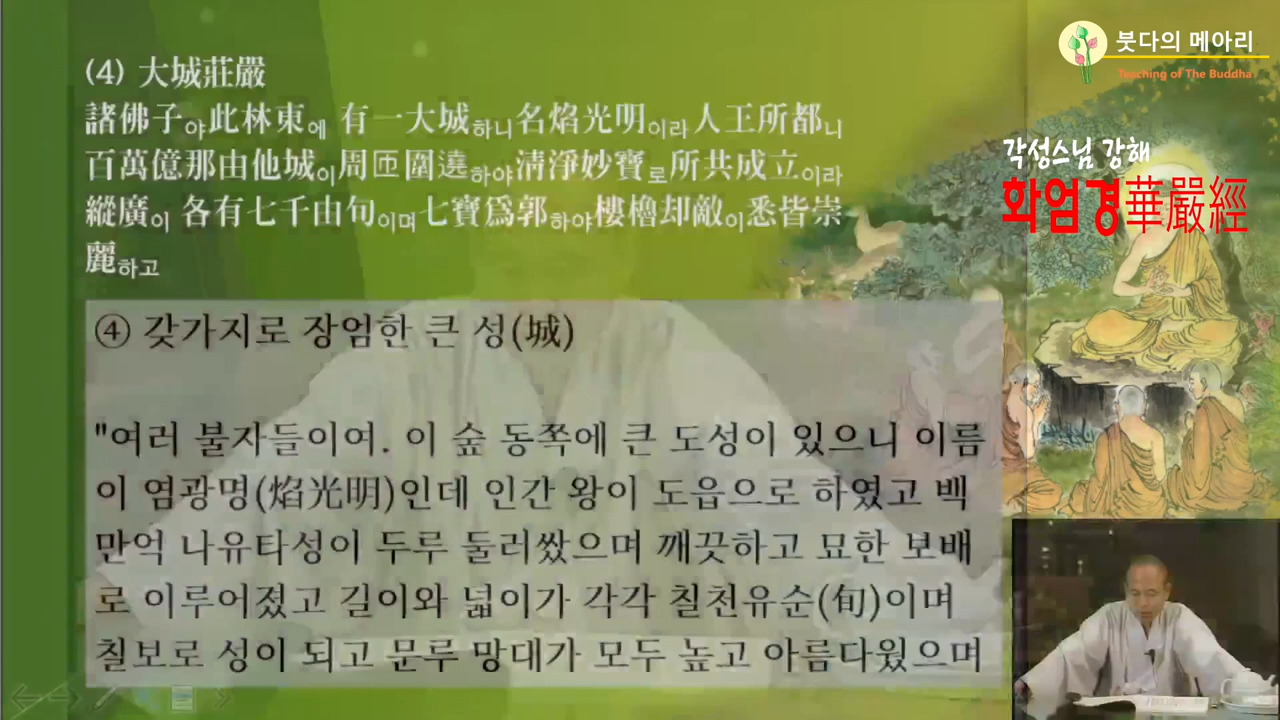 (4) 大城莊嚴
諸佛子야此林東에 有一大城하니名焰光明이라人王所都니
百萬億那由他城이周匝圍遶하야淸淨妙寶로所共成立이라
縱廣이 各有七千由旬이며七寶爲郭하야樓櫓却敵이悉皆崇
麗하고
④ 갖가지로 장엄한 큰 성(城)
"여러 불자들이여. 이 숲 동쪽에 큰 도성이 있으니 이름
이 염광명(焰光明)인데 인간 왕이 도읍으로 하였고 백
만억 나유타성이 두루 둘러쌌으며 깨끗하고 묘한 보배
로 이루어졌고 길이와 넓이가 각각 칠천유순(旬)이며
칠보로 성이 되고 문루 망대가 모두 높고 아름다웠으며
붓다의 메아리
Teaching of The Buddha
각성스님 강해
화엄경華嚴經